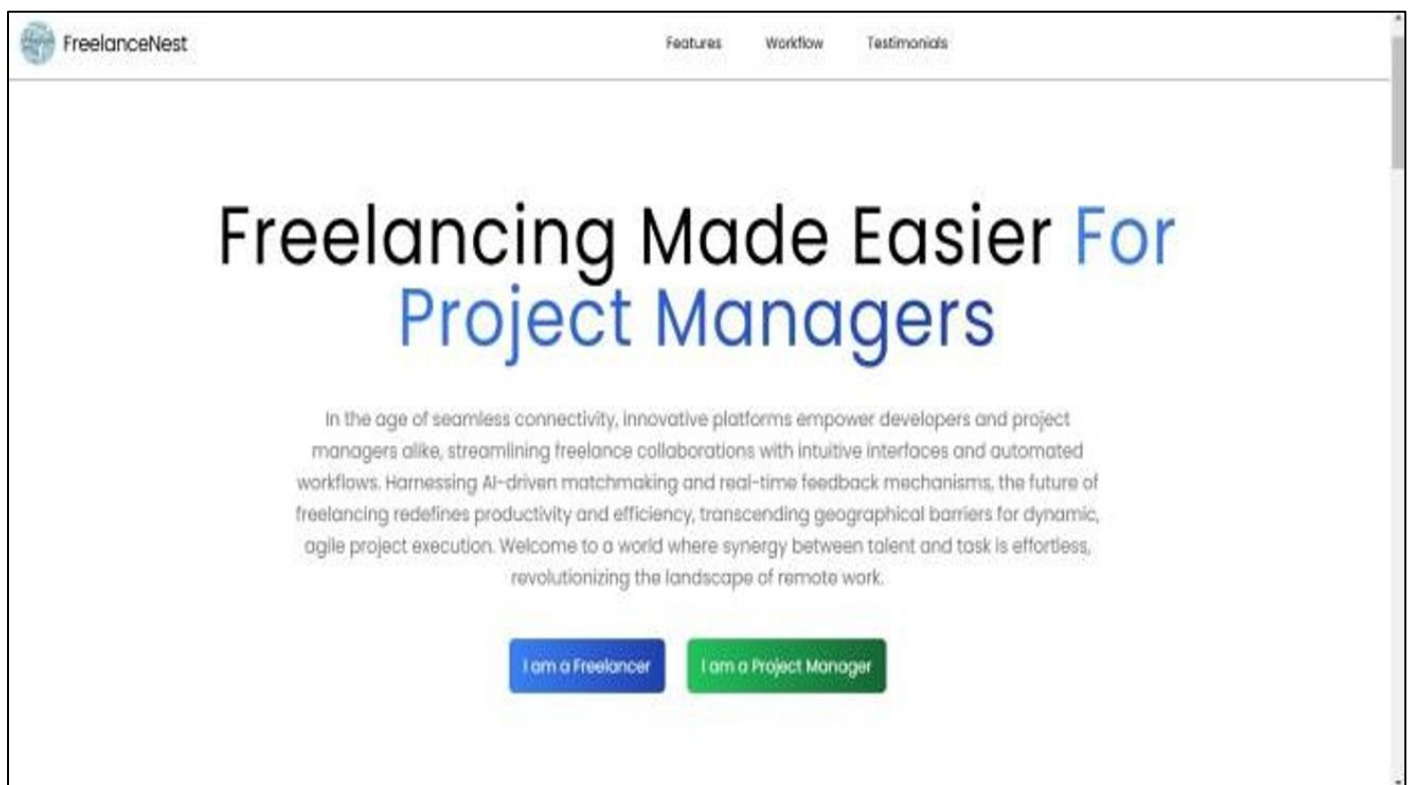 FreelanceNest
Features Workflow Testimonials
Freelancing Made Easier For
Project Managers
In the age of seamless connectivity, innovative platforms empower developers and project
managers alike, streamlining freelance collaborations with intuitive interfaces and automated
workflows. Harnessing AI-driven matchmaking and real-time feedback mechanisms, the future of
freelancing redefines productivity and efficiency, transcending geographical barriers for dynamic,
agile project execution. Welcome to a world where synergy between talent and task is effortless,
revolutionizing the landscape of remote work.
I am a Freelancer
I am a Project Manager